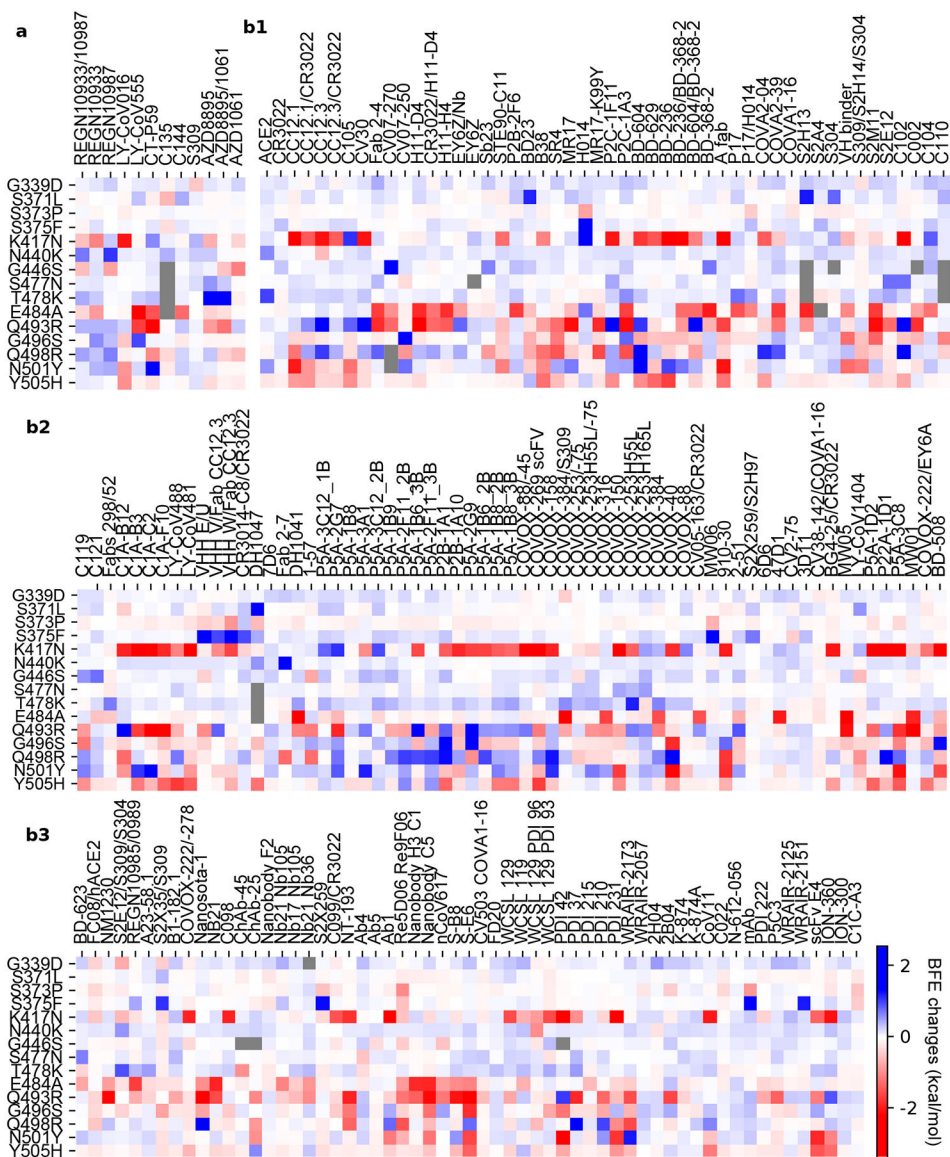 a
REGN10933/10987
REGN10933
REGN10987
LY-CoV016
LY-CoV555
CT-P59
C135
C144
S309
AZD8895
AZD8895/1061
AZD1061
b1
ACE2
CR3022
CC12.1
CC12.1/CR3022
CC12.3
CC12.3/CR3022
C105
CV30
Fab 2-4
CV07-270
CV07-250
H11-D4
CR3022/H11-D4
H11-H4
EY6Z/Nb
EY6Z
Sb23
STE90-C11
P2B-2F6
BD23
B38
SR4
MR17
H014
MR17-K99Y
P2C-1F11
P2C-1A3
BD-604
BD-629
BD-236
BD-236/BD-368-2
BD-604/BD-368-2
BD-368-2
A fab
P17
P17/H014
COVA2-04
COVA2-39
COVA1-16
S2H13
S2A4
S304
VH binder
S309/S2H14/S304
S2M11
S2E12
C102
C002
C104
C110
G339D
S371L
S373P
S375F
K417N
N440K
G446S
S477N
T478K
E484A
Q493R
G496S
Q498R
N501Y
Y505H
b2
C119
C121
Fabs 298/52
C1A-B12
C1A-B3
C1A-C2
C1A-F10
LY-CoV488
LY-CoV481
VHH E/U
VHH V/Fab CC12_3
VHH W/Fab CC12_3
CR3014-C8/CR3022
DH1047
7D6
Fab 2-7
DH1041
1-57
P5A-3C12_1B
P5A-2G7
P5A-1B8
P5A-3A1
P5A-3C12_2B
P5A-1B9
P5A-2F11_2B
P5A-1B6_3B
P5A-2F11_3B
P2B-1A1
P2B-1A10
P5A-2G9
P5A-1B6_2B
P5A-1B8_2B
P5A-1B8_3B
COVOX-88/-45
COVOX-269 scFV
COVOX-158
COVOX-384/S309
COVOX-253/-75
COVOX-253H55L/-75
COVOX-316
COVOX-150
COVOX-253H55L
COVOX-253H165L
COVOX-384
COVOX-40
COVOX-88
CV05-163/CR3022
MW06
910-30
2-51
S2X259/S2H97
6D6
47D1
CV2-75
3D11
CV38-142/COVA1-16
BG4-25/CR3022
MW05
LY-CoV1404
P5A-1D2
P22A-1D1
P5A-3C8
MW01
COVOX-222/EY6A
BD-508
G339D
S371L
S373P
S375F
K417N
N440K
G446S
S477N
T478K
E484A
Q493R
G496S
Q498R
N501Y
Y505H
b3
BD-623
FC08/hACE2
NM1230
S2E12/S309/S304
REGN10985/0989
A23-58.1
S2X35/S309
B1-182.1
COVOX-222/-278
Nanosota-1
NB21
C098
ChAb-45
ChAb-25
Nanobody F2
Nb17_Nb105
Nb21_Nb105
Nb21_Nb36
S2X259
C099/CR3022
NT-193
Ab4
Ab5
Ab1
Re5D06 Re9F06
Nanobody H3 C1
Nanobody C5
nCoV617
S-B8
S-E6
CV503 COVA1-16
FD20
WCSL 129
WCSL 119
WCSL 129 PDI 96
WCSL 129 PDI 93
PDI 42
PDI 37
PDI 215
PDI 210
PDI 231
WRAIR-2173
WRAIR-2057
2H04
2B04
K-874
K-874A
CoV11
C022
N-612-056
mAb
PDI 222
P5C3
WRAIR-2125
WRAIR-2151
scFv E4
ION-360
ION-300
C1C-A3
G339D
S371L
S373P
S375F
K417N
N440K
G446S
S477N
T478K
E484A
Q493R
G496S
Q498R
N501Y
Y505H
2
0
-2
BFE changes (kcal/mol)